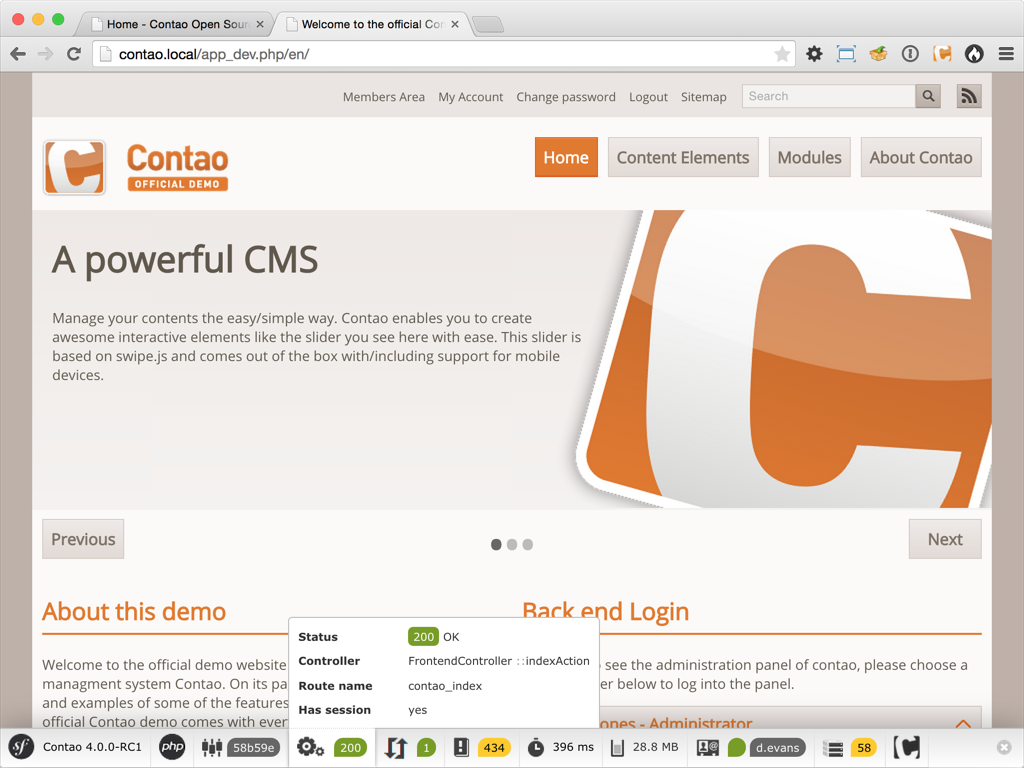 Home - Contao Open Sour
Welcome to the official Con
contao.local/app_dev.php/en/
Members Area My Account Change password Logout Sitemap Search
Contao
OFFICIAL DEMO
Home Content Elements Modules About Contao
A powerful CMS
Manage your contents the easy/simple way. Contao enables you to create
awesome interactive elements like the slider you see here with ease. This slider is
based on swipe.js and comes out of the box with/including support for mobile
devices.
Previous
Next
About this demo
Welcome to the official demo website
managment system Contao. On its pa
and examples of some of the features
official Contao demo comes with ever
Back end Login
see the administration panel of contao, please choose a
er below to log into the panel.
ones - Administrator
Status 200 OK
Controller FrontendController :: indexAction
Route name contao_index
Has session yes
sf Contao 4.0.0-RC1 php 58b59e 200 1 434 396 ms 28.8 MB d.evans 58